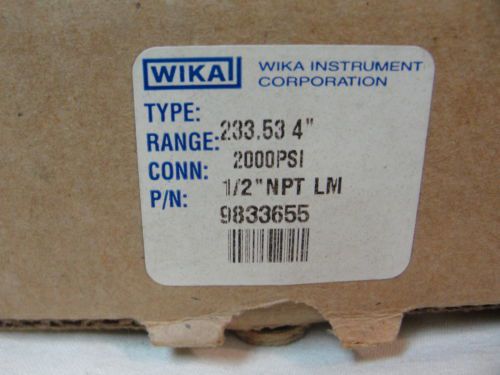 WIKA
WIKA INSTRUMENT
CORPORATION
TYPE: 233.53 4"
RANGE: 2000PSI
CONN: 1/2"NPT LM
P/N: 9833655